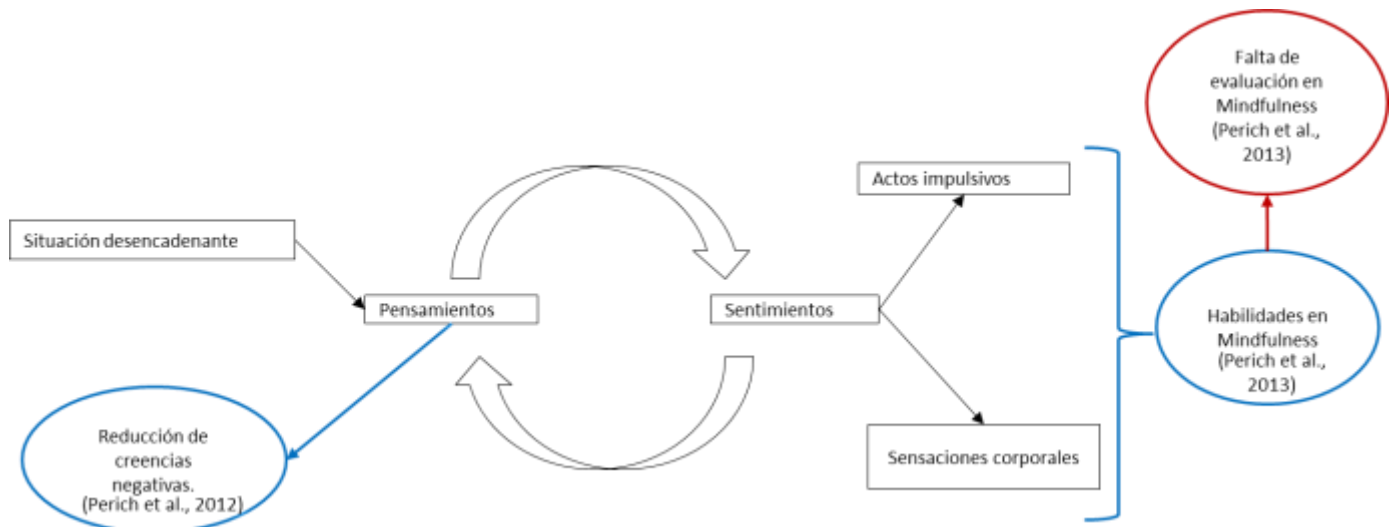 Falta de
evaluación en
Mindfulness
(Perich et al.,
2013)
Actos impulsivos
Situación desencadenante
Pensamientos
Sentimientos
Habilidades en
Mindfulness
(Perich et al.,
2013)
Reducción de
creencias
negativas.
(Perich et al., 2012)
Sensaciones corporales